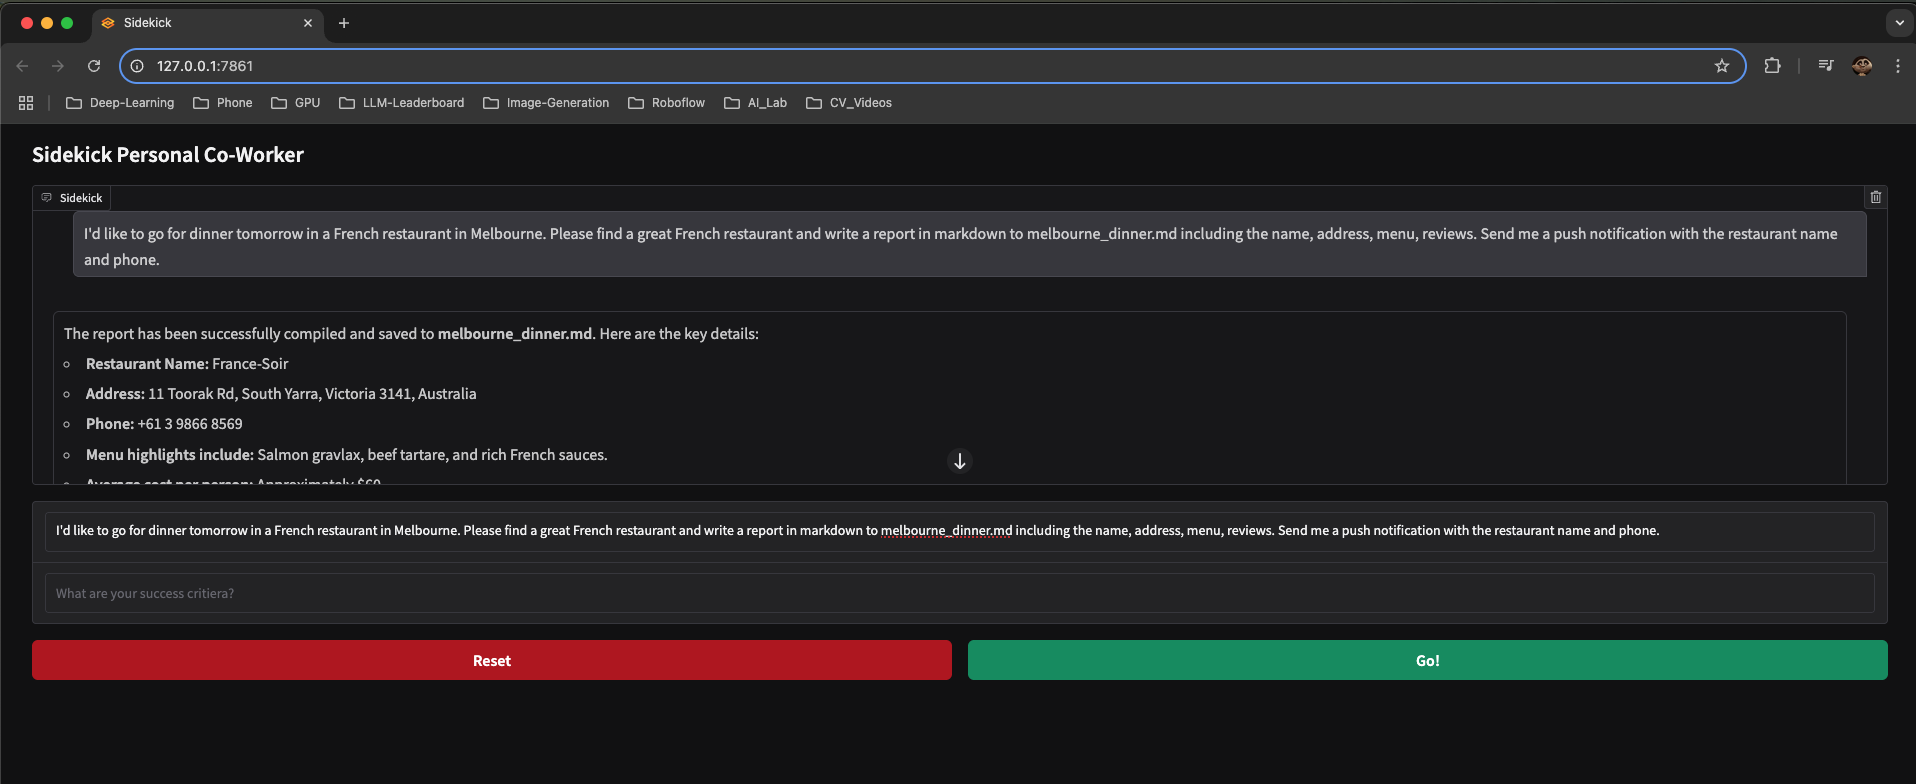 Sidekick
127.0.0.1:7861
Deep-Learning
Phone
GPU
LLM-Leaderboard
Image-Generation
Roboflow
AI_Lab
CV_Videos
Sidekick Personal Co-Worker
Sidekick
I'd like to go for dinner tomorrow in a French restaurant in Melbourne. Please find a great French restaurant and write a report in markdown to melbourne_dinner.md including the name, address, menu, reviews. Send me a push notification with the restaurant name
and phone.
The report has been successfully compiled and saved to melbourne_dinner.md. Here are the key details:
Restaurant Name: France-Soir
Address: 11 Toorak Rd, South Yarra, Victoria 3141, Australia
Phone: +61 3 9866 8569
Menu highlights include: Salmon gravlax, beef tartare, and rich French sauces.
Average cost per person: Approximately $60
I'd like to go for dinner tomorrow in a French restaurant in Melbourne. Please find a great French restaurant and write a report in markdown to melbourne_dinner.md including the name, address, menu, reviews. Send me a push notification with the restaurant name and phone.
What are your success critiera?
Reset
Go!